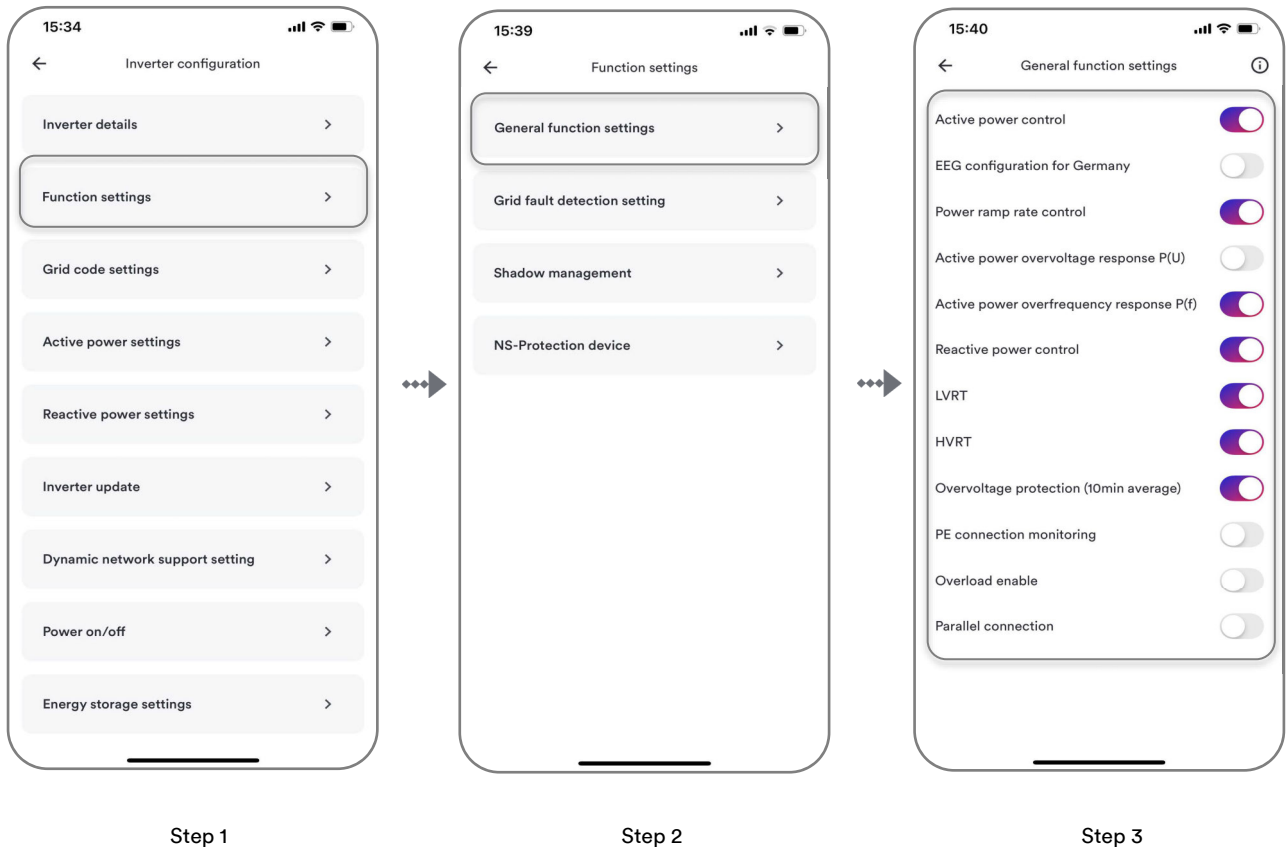 15:34
Inverter configuration
Inverter details
Function settings
Grid code settings
Active power settings
Reactive power settings
Inverter update
Dynamic network support setting
Power on/off
Energy storage settings
Step 1
15:39
Function settings
General function settings
Grid fault detection setting
Shadow management
NS-Protection device
Step 2
15:40
General function settings
Active power control
EEG configuration for Germany
Power ramp rate control
Active power overvoltage response P(U)
Active power overfrequency response P(f)
Reactive power control
LVRT
HVRT
Overvoltage protection (10min average)
PE connection monitoring
Overload enable
Parallel connection
Step 3